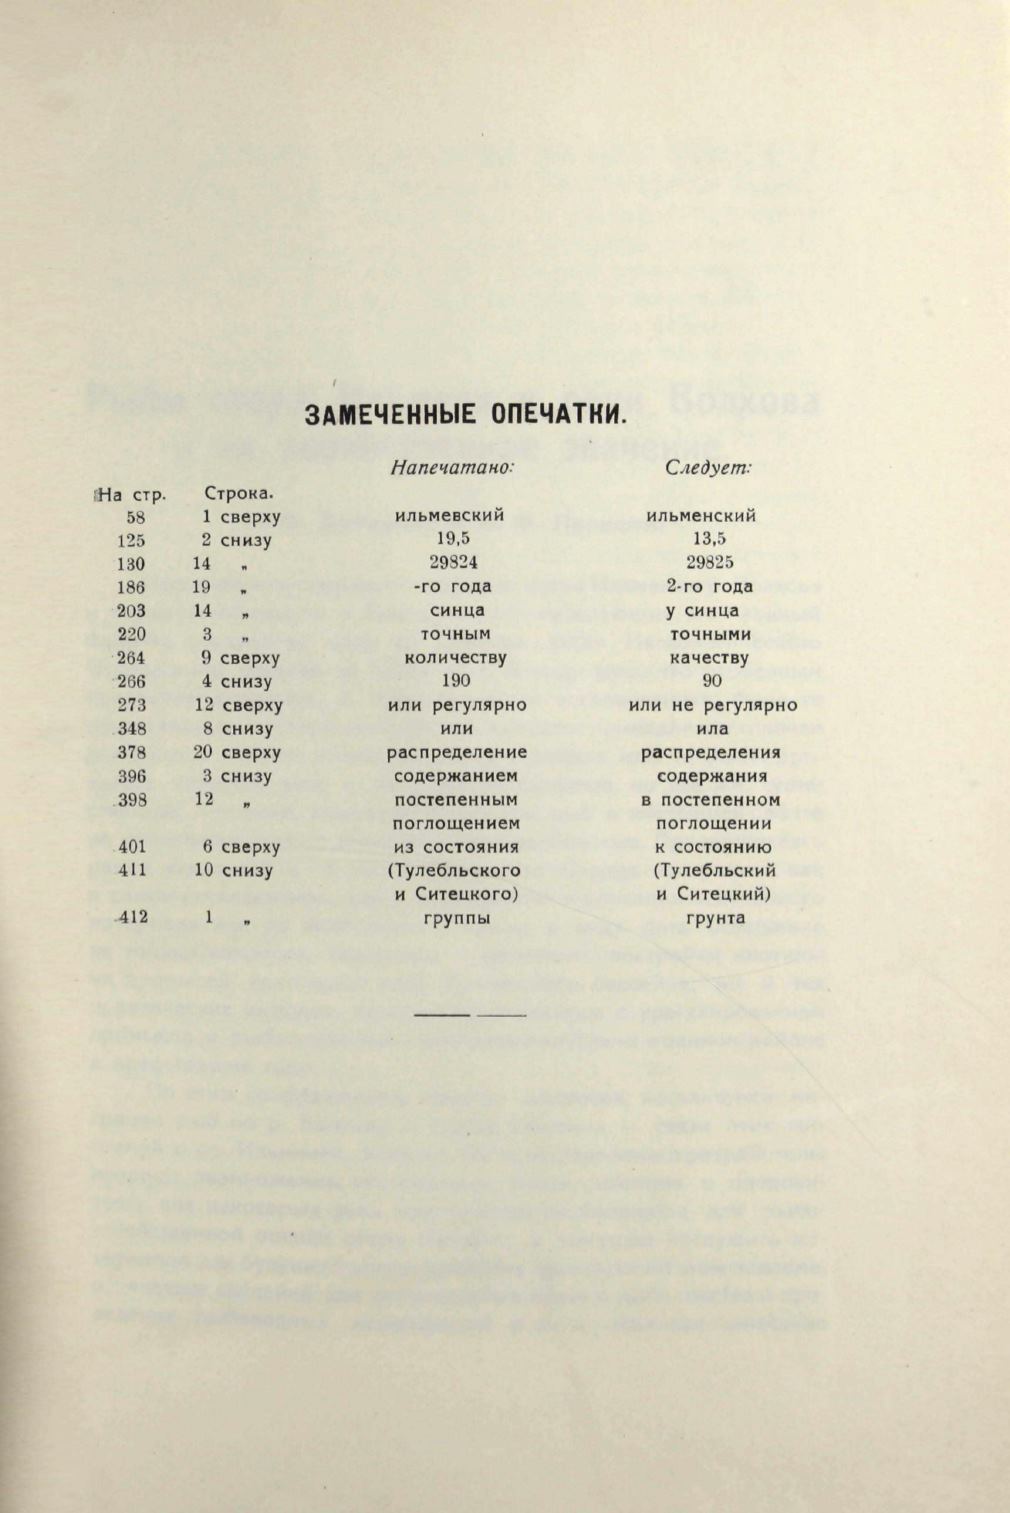 ЗАМЕЧЕННЫЕ ОПЕЧАТКИ.
Напечатано: Следует:
На стр. Строка.
58 1 сверху ильмевский ильменский
125 2 снизу 19,5 13,5
130 14 „ 29824 29825
186 19 „ -го года 2-го года
203 14 „ синца у синца
220 3 „ точным точными
264 9 сверху количеству качеству
266 4 снизу 190 90
273 12 сверху или регулярно или не регулярно
348 8 снизу или ила
378 20 сверху распределение распределения
396 3 снизу содержанием содержания
398 12 „ постепенным в постепенном
поглощением поглощении
401 6 сверху из состояния к состоянию
411 10 снизу (Тулебльского (Тулебльский
и Ситецкого) и Ситецкий)
412 1 „ группы грунта